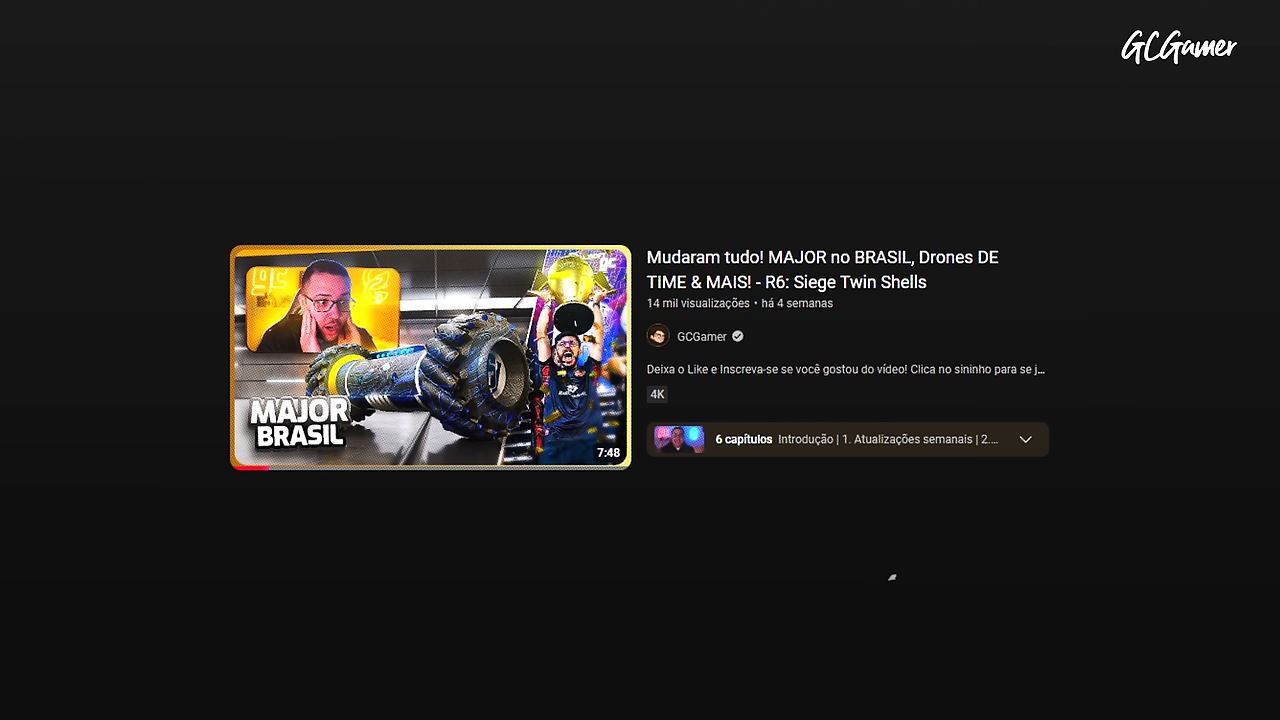 GCGamer
Mudaram tudo! MAJOR no BRASIL, Drones DE
TIME & MAIS! - R6: Siege Twin Shells
14 mil visualizações • há 4 semanas
GCGamer
Deixa o Like e Inscreva-se se você gostou do vídeo! Clica no sininho para se j...
4K
6 capítulos Introdução | 1. Atualizações semanais | 2....
MAJOR
BRASIL
7:48